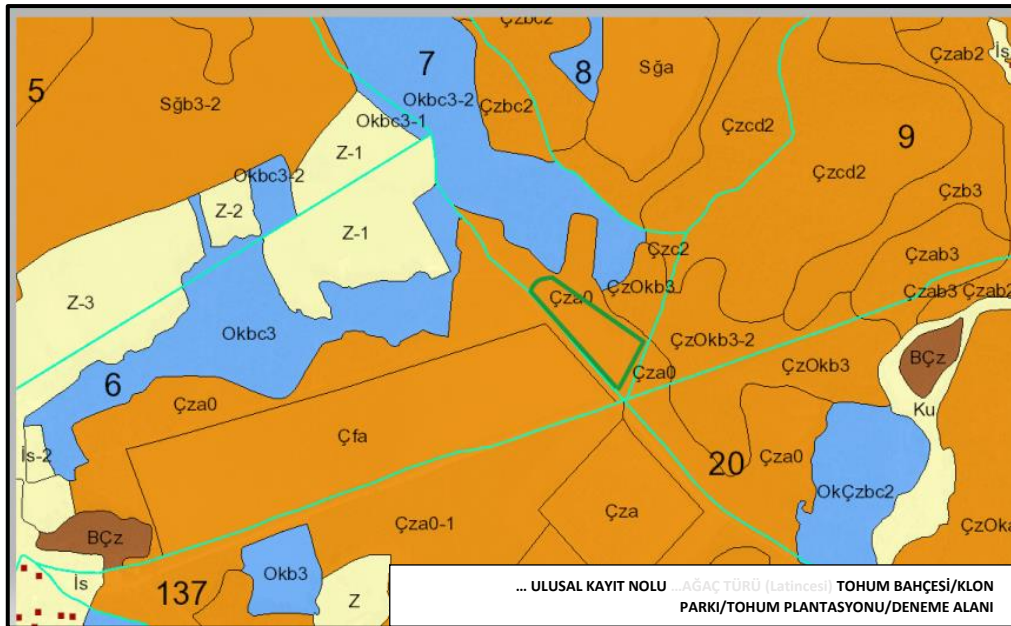 Çzbc2
7
8
Sğa
Çzab2
İs
5
Sğb3-2
Okbc3-2
Çzbc2
Okbc3-1
Çzcd2
9
Z-1
Okbc3-2
Çzcd2
Çzb3
Z-2
Z-1
Çzc2
Çzab3
ÇzOkb3
Çzab3
Çzab2
Z-3
Çza0
Okbc3
ÇzOkb3-2
ÇzOkb3
BÇz
6
Çza0
Çza0
Ku
Çfa
İs-2
20
Çza0
OkÇzbc2
Çza
Çza0-1
ÇzOka
BÇz
İs
137
Okb3
Z
... ULUSAL KAYIT NOLU ...AĞAÇ TÜRÜ (Latincesi) TOHUM BAHÇESİ/KLON
PARKI/TOHUM PLANTASYONU/DENEME ALANI